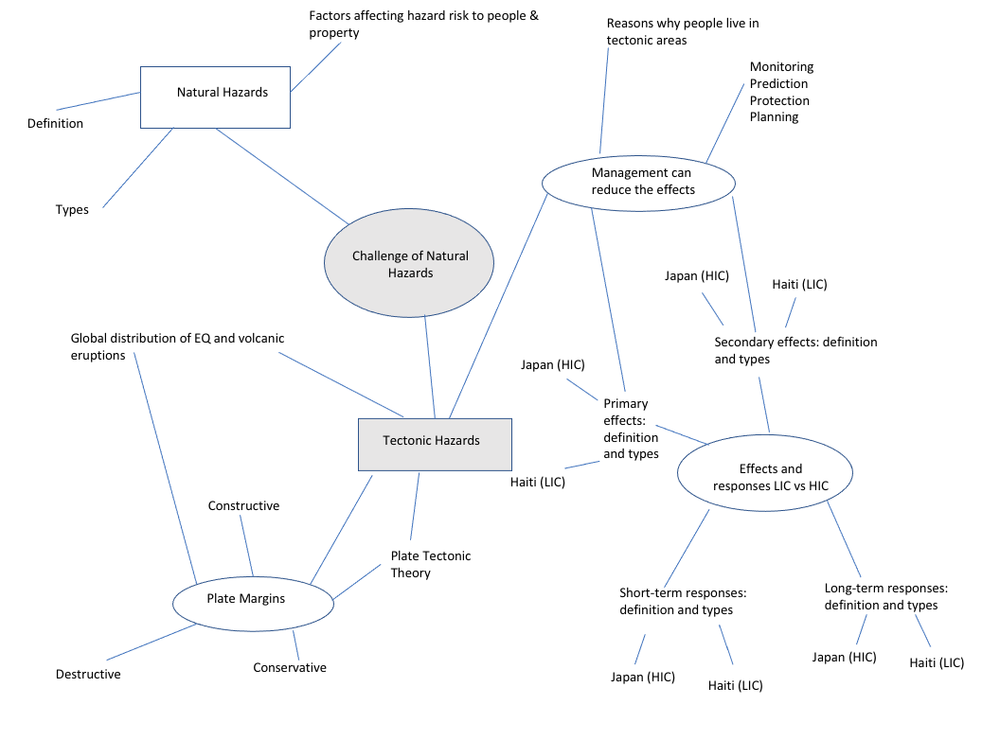 Factors affecting hazard risk to people &
property
Reasons why people live in
tectonic areas
Monitoring
Prediction
Protection
Planning
Natural Hazards
Definition
Types
Management can
reduce the effects
Challenge of Natural
Hazards
Japan (HIC)
Haiti (LIC)
Global distribution of EQ and volcanic
eruptions
Secondary effects: definition
and types
Japan (HIC)
Primary
effects:
definition
and types
Tectonic Hazards
Haiti (LIC)
Effects and
responses LIC vs HIC
Constructive
Plate Tectonic
Theory
Plate Margins
Short-term responses:
definition and types
Long-term responses:
definition and types
Destructive
Conservative
Japan (HIC)
Haiti (LIC)
Japan (HIC)
Haiti (LIC)